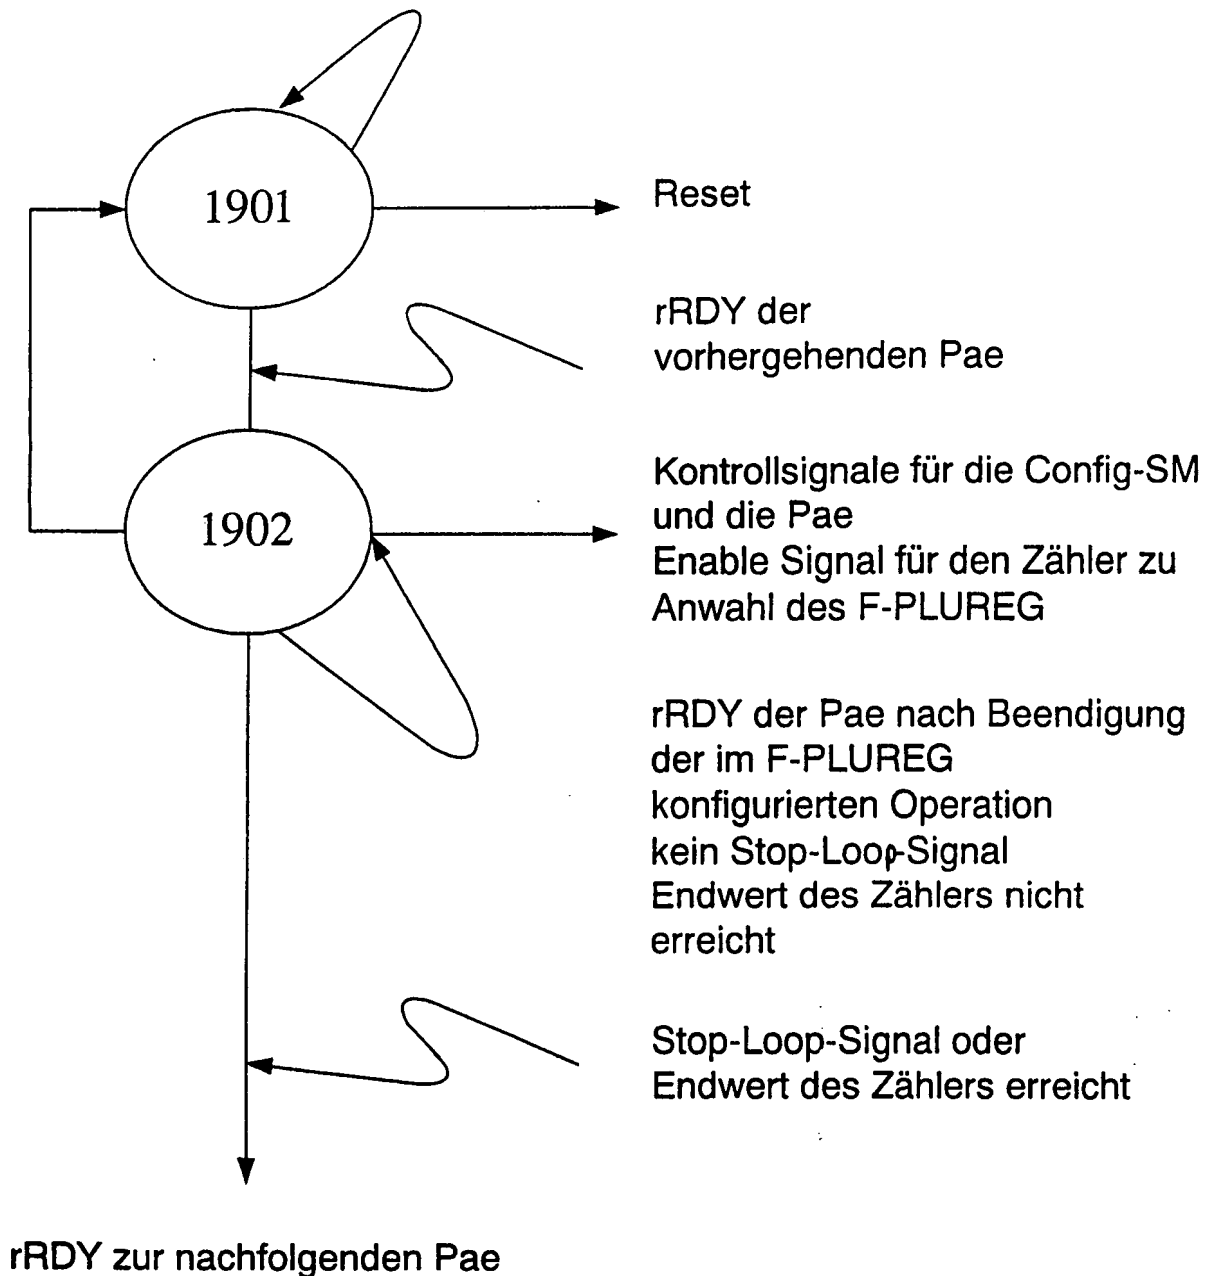 1901
Reset
rRDY der
vorhergehenden Pae
1902
Kontrollsignale für die Config-SM
und die Pae
Enable Signal für den Zähler zu
Anwahl des F-PLUREG
rRDY der Pae nach Beendigung
der im F-PLUREG
konfigurierten Operation
kein Stop-Loop-Signal
Endwert des Zählers nicht
erreicht
Stop-Loop-Signal oder
Endwert des Zählers erreicht
rRDY zur nachfolgenden Pae